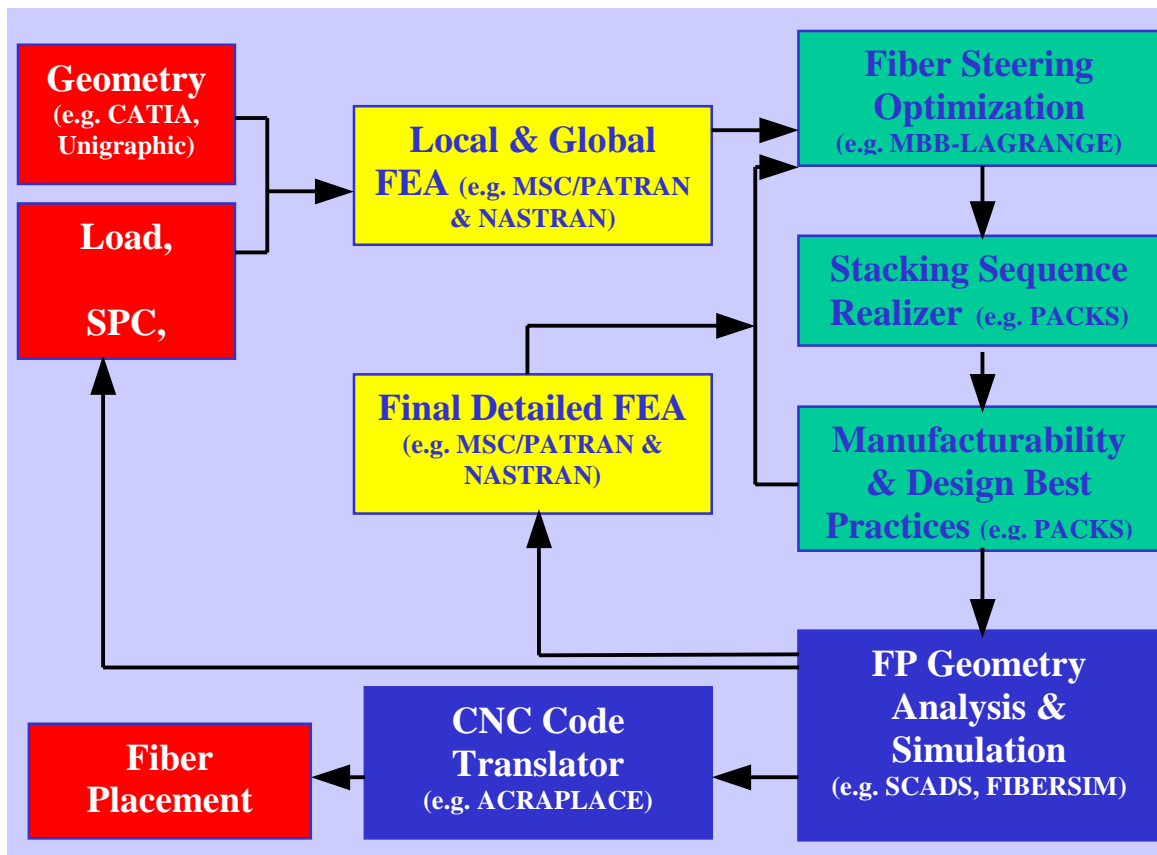 Geometry
(e.g. CATIA,
Unigraphic)
Load,
SPC,
Local & Global
FEA (e.g. MSC/PATRAN
& NASTRAN)
Fiber Steering
Optimization
(e.g. MBB-LAGRANGE)
Stacking Sequence
Realizer (e.g. PACKS)
Final Detailed FEA
(e.g. MSC/PATRAN &
NASTRAN)
Manufacturability
& Design Best
Practices (e.g. PACKS)
FP Geometry
Analysis &
Simulation
(e.g. SCADS, FIBERSIM)
CNC Code
Translator
(e.g. ACRAPLACE)
Fiber
Placement